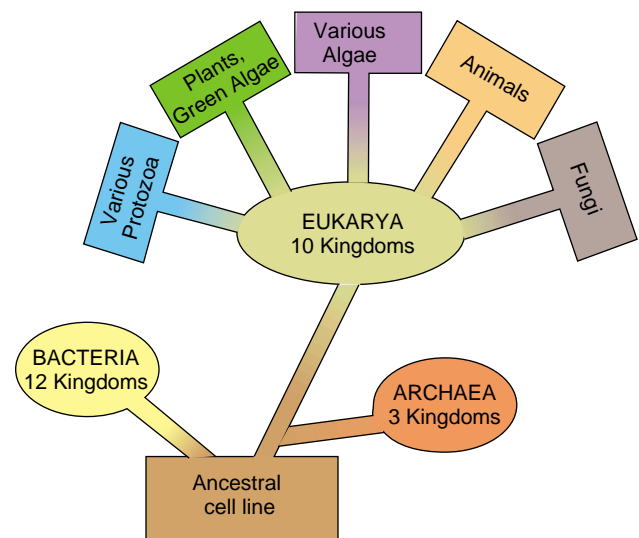 Various
Algae
Plants,
Green Algae
Animals
Various
Protozoa
Fungi
EUKARYA
10 Kingdoms
BACTERIA
12 Kingdoms
ARCHAEA
3 Kingdoms
Ancestral
cell line